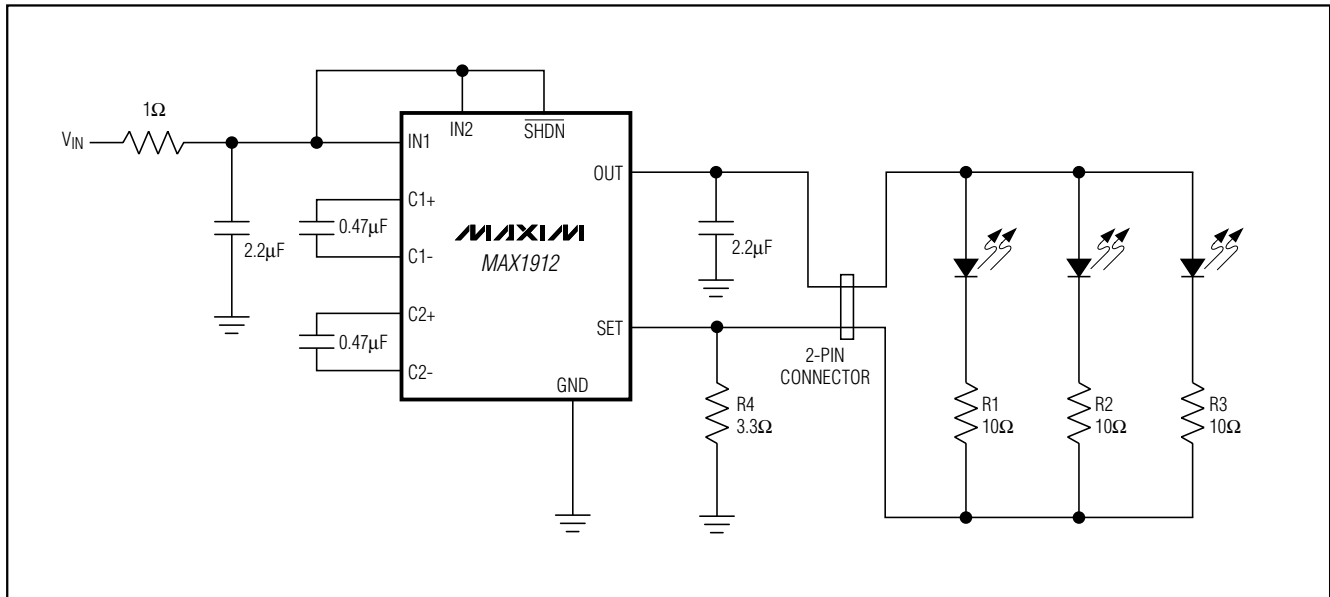 1Ω
V_IN
2.2µF
IN1
IN2
SHDN
C1+
0.47µF
C1-
C2+
0.47µF
C2-
MAXIM
MAX1912
GND
OUT
SET
2.2µF
R4
3.3Ω
2-PIN
CONNECTOR
R1
10Ω
R2
10Ω
R3
10Ω